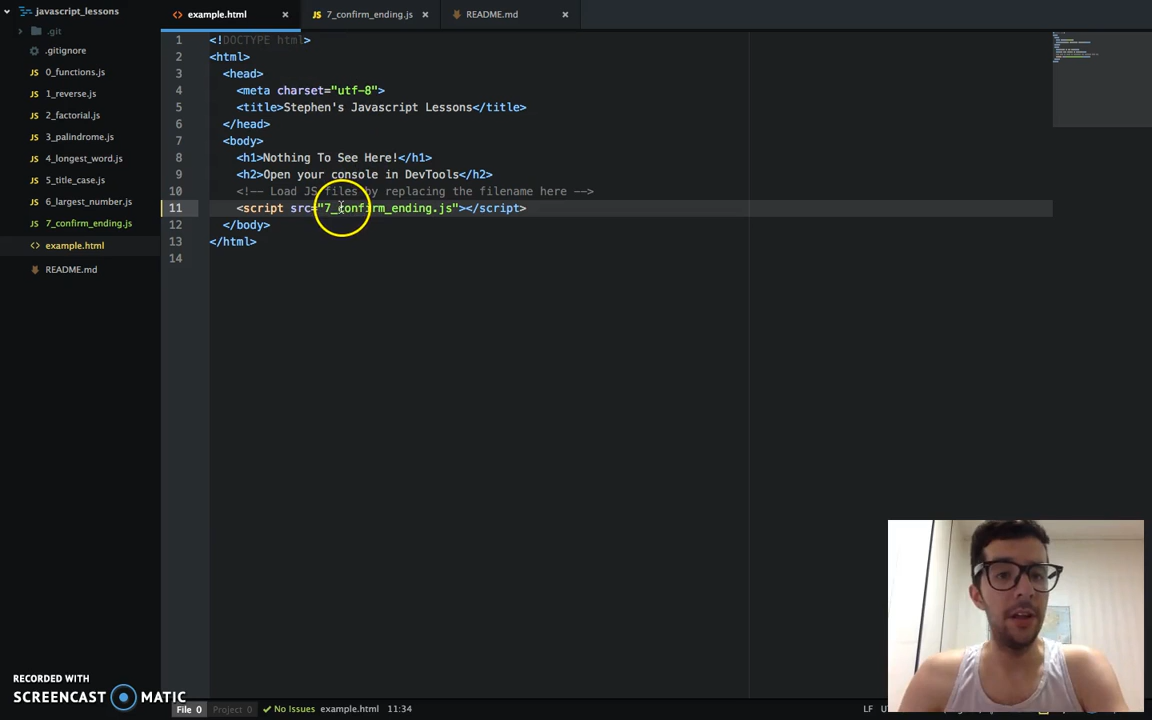 javascript_lessons
.git
.gitignore
0_functions.js
1_reverse.js
2_factorial.js
3_palindrome.js
4_longest_word.js
5_title_case.js
6_largest_number.js
7_confirm_ending.js
example.html
README.md
example.html
7_confirm_ending.js
README.md
1 <!DOCTYPE html>
2 <html>
3 <head>
4 <meta charset="utf-8">
5 <title>Stephen's Javascript Lessons</title>
6 </head>
7 <body>
8 <h1>Nothing To See Here!</h1>
9 <h2>Open your console in DevTools</h2>
10 <!-- Load JS files by replacing the filename here -->
11 <script src="7_confirm_ending.js"></script>
12 </body>
13 </html>
14
RECORDED WITH
SCREENCAST MATIC
File 0 Project 0 No Issues example.html 11:34 LF